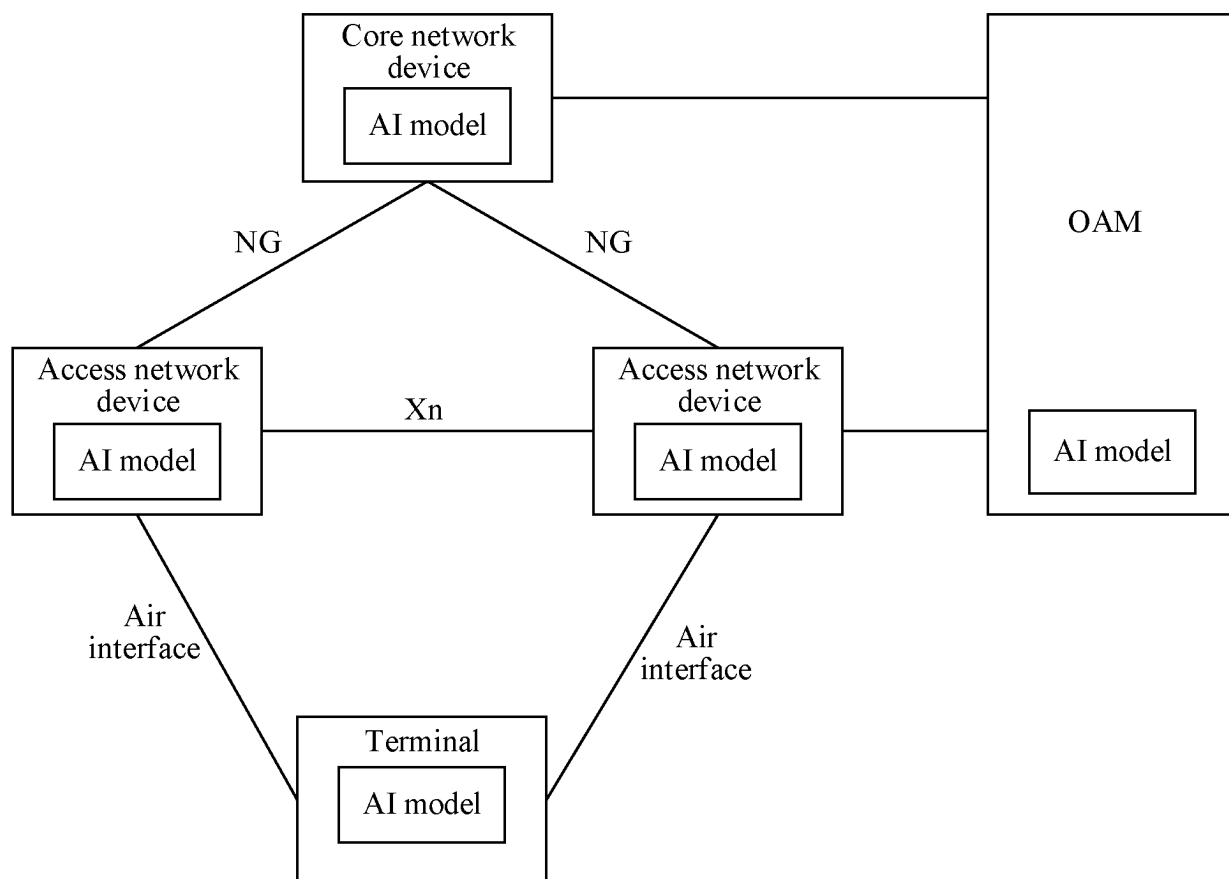 Core network
device
AI model
OAM
NG
NG
Access network
device
AI model
Xn
Access network
device
AI model
AI model
Air
interface
Air
interface
Terminal
AI model